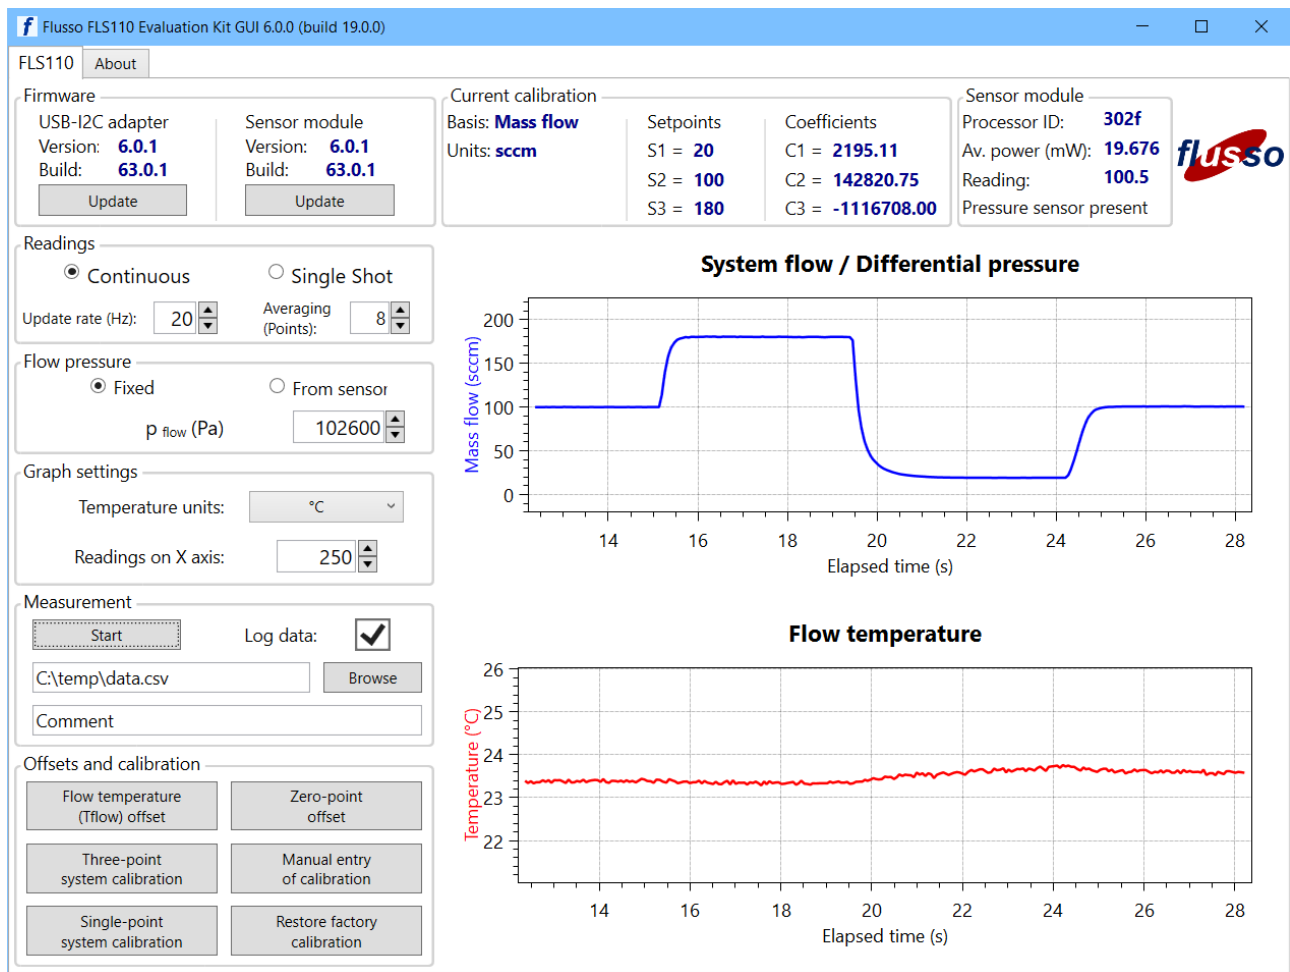 Flusso FLS110 Evaluation Kit GUI 6.0.0 (build 19.0.0)
FLS110 About
Firmware
USB-I2C adapter
Version: 6.0.1
Build: 63.0.1
Update
Sensor module
Version: 6.0.1
Build: 63.0.1
Update
Current calibration
Basis: Mass flow
Units: sccm
Setpoints
S1 = 20
S2 = 100
S3 = 180
Coefficients
C1 = 2195.11
C2 = 142820.75
C3 = -1116708.00
Sensor module
Processor ID: 302f
Av. power (mW): 19.676
Reading: 100.5
Pressure sensor present
flusso
Readings
Continuous Single Shot
Update rate (Hz): 20
Averaging
(Points): 8
Flow pressure
Fixed From sensor
p flow (Pa) 102600
Graph settings
Temperature units: °C
Readings on X axis: 250
Measurement
Start Log data:
C:\temp\data.csv Browse
Comment
Offsets and calibration
Flow temperature
(Tflow) offset
Zero-point
offset
Three-point
system calibration
Manual entry
of calibration
Single-point
system calibration
Restore factory
calibration
System flow / Differential pressure
Mass flow (sccm)
200
150
100
50
0
14 16 18 20 22 24 26 28
Elapsed time (s)
Flow temperature
Temperature (°C)
26
25
24
23
22
14 16 18 20 22 24 26 28
Elapsed time (s)